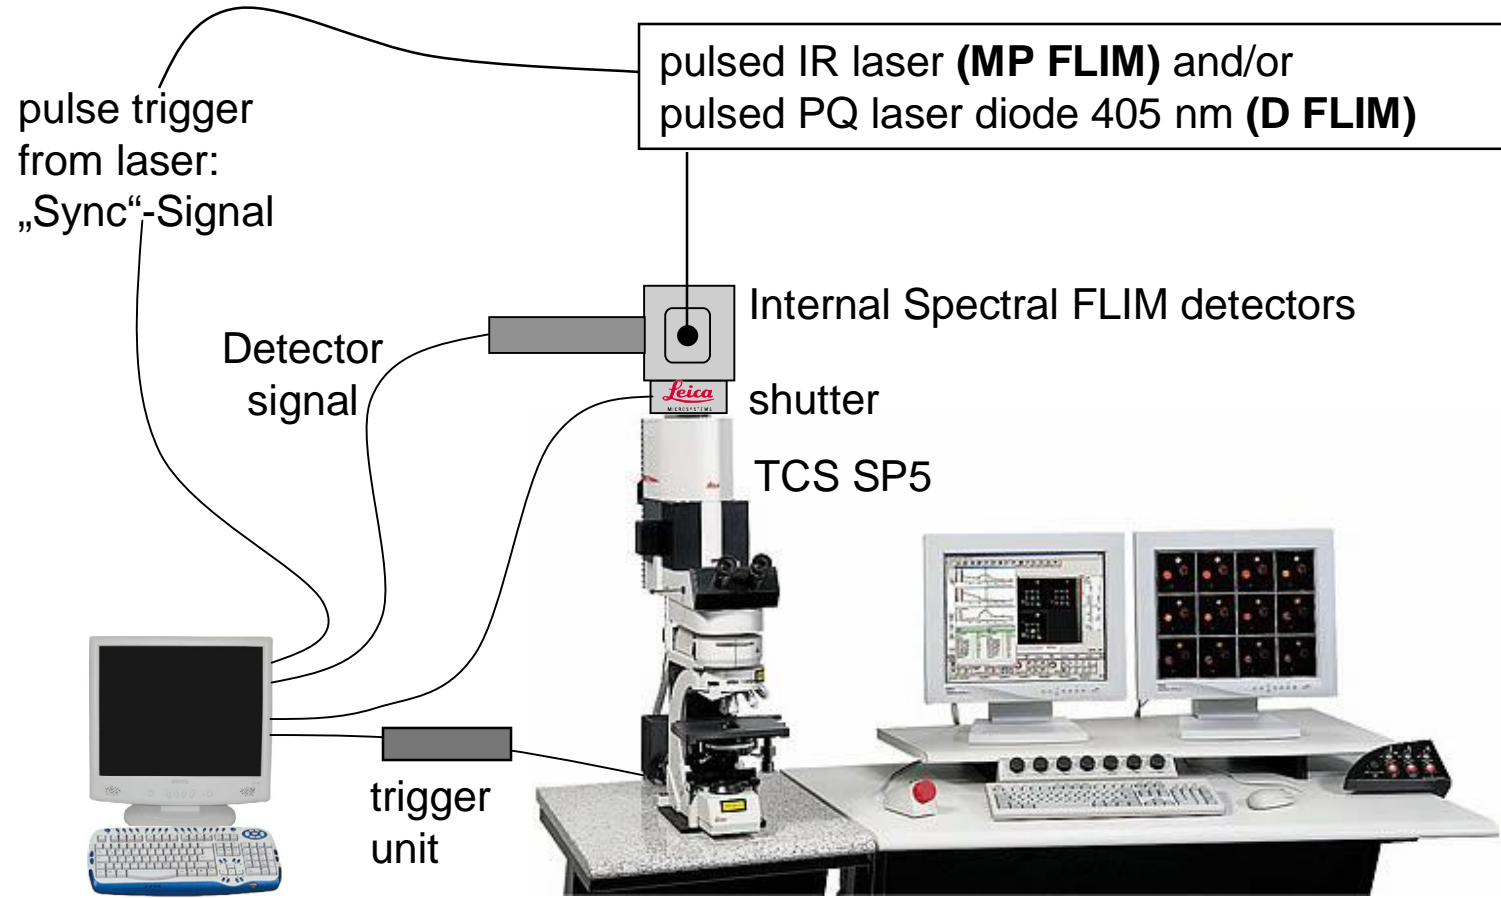 pulsed IR laser (MP FLIM) and/or
pulsed PQ laser diode 405 nm (D FLIM)
pulse trigger
from laser:
„Sync“-Signal
Internal Spectral FLIM detectors
Detector
signal
Leica
MICROSYSTEMS
shutter
TCS SP5
trigger
unit